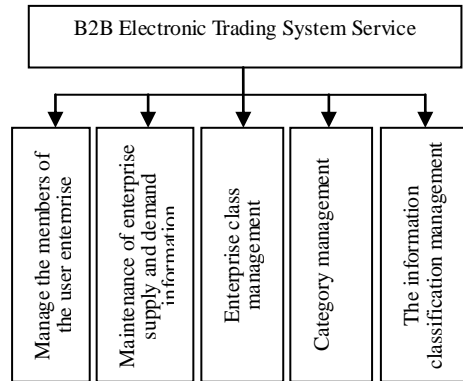 B2B Electronic Trading System Service
Manage the members of
the user enterprise
Maintenance of enterprise
supply and demand
information
Enterprise class
management
Category management
The information
classification management